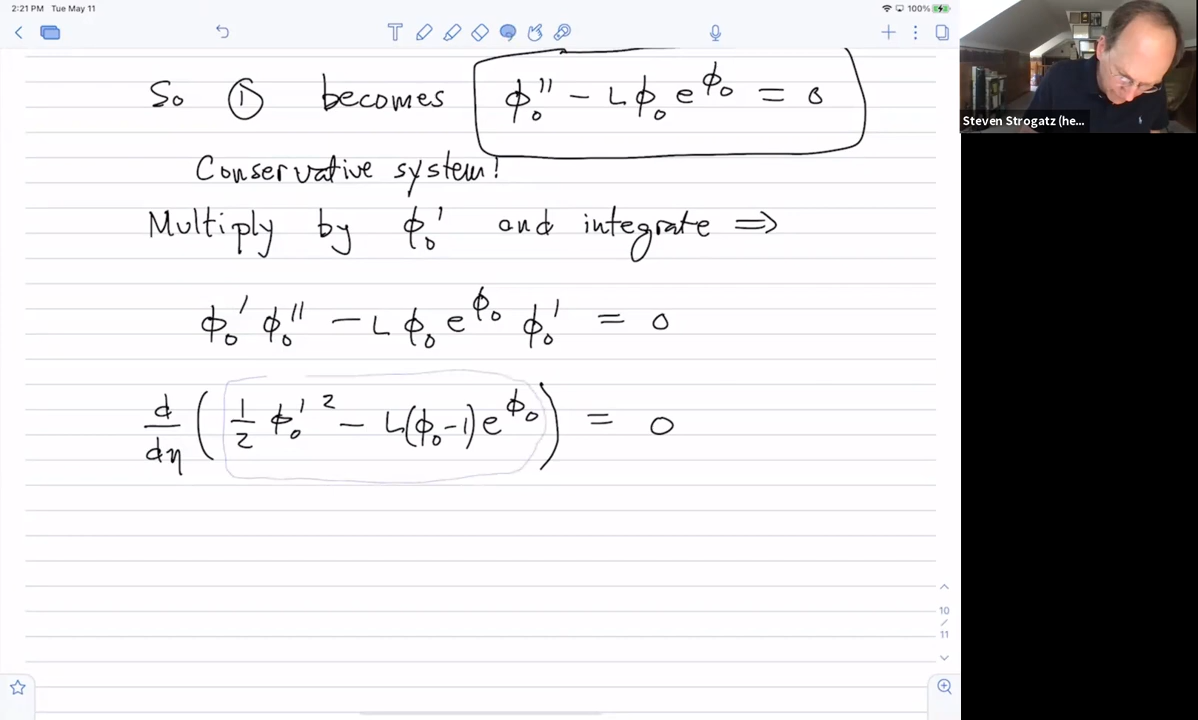 2:21 PM Tue May 11
100%
So ① becomes ϕ₀'' - Lϕ₀ e^ϕ₀ = 0
Steven Strogatz (he...
Conservative system!
Multiply by ϕ₀' and integrate ⇒
ϕ₀' ϕ₀'' - L ϕ₀ e^ϕ₀ ϕ₀' = 0
d/dη ( 1/2 ϕ₀'² - L(ϕ₀-1)e^ϕ₀ ) = 0
10
/
11